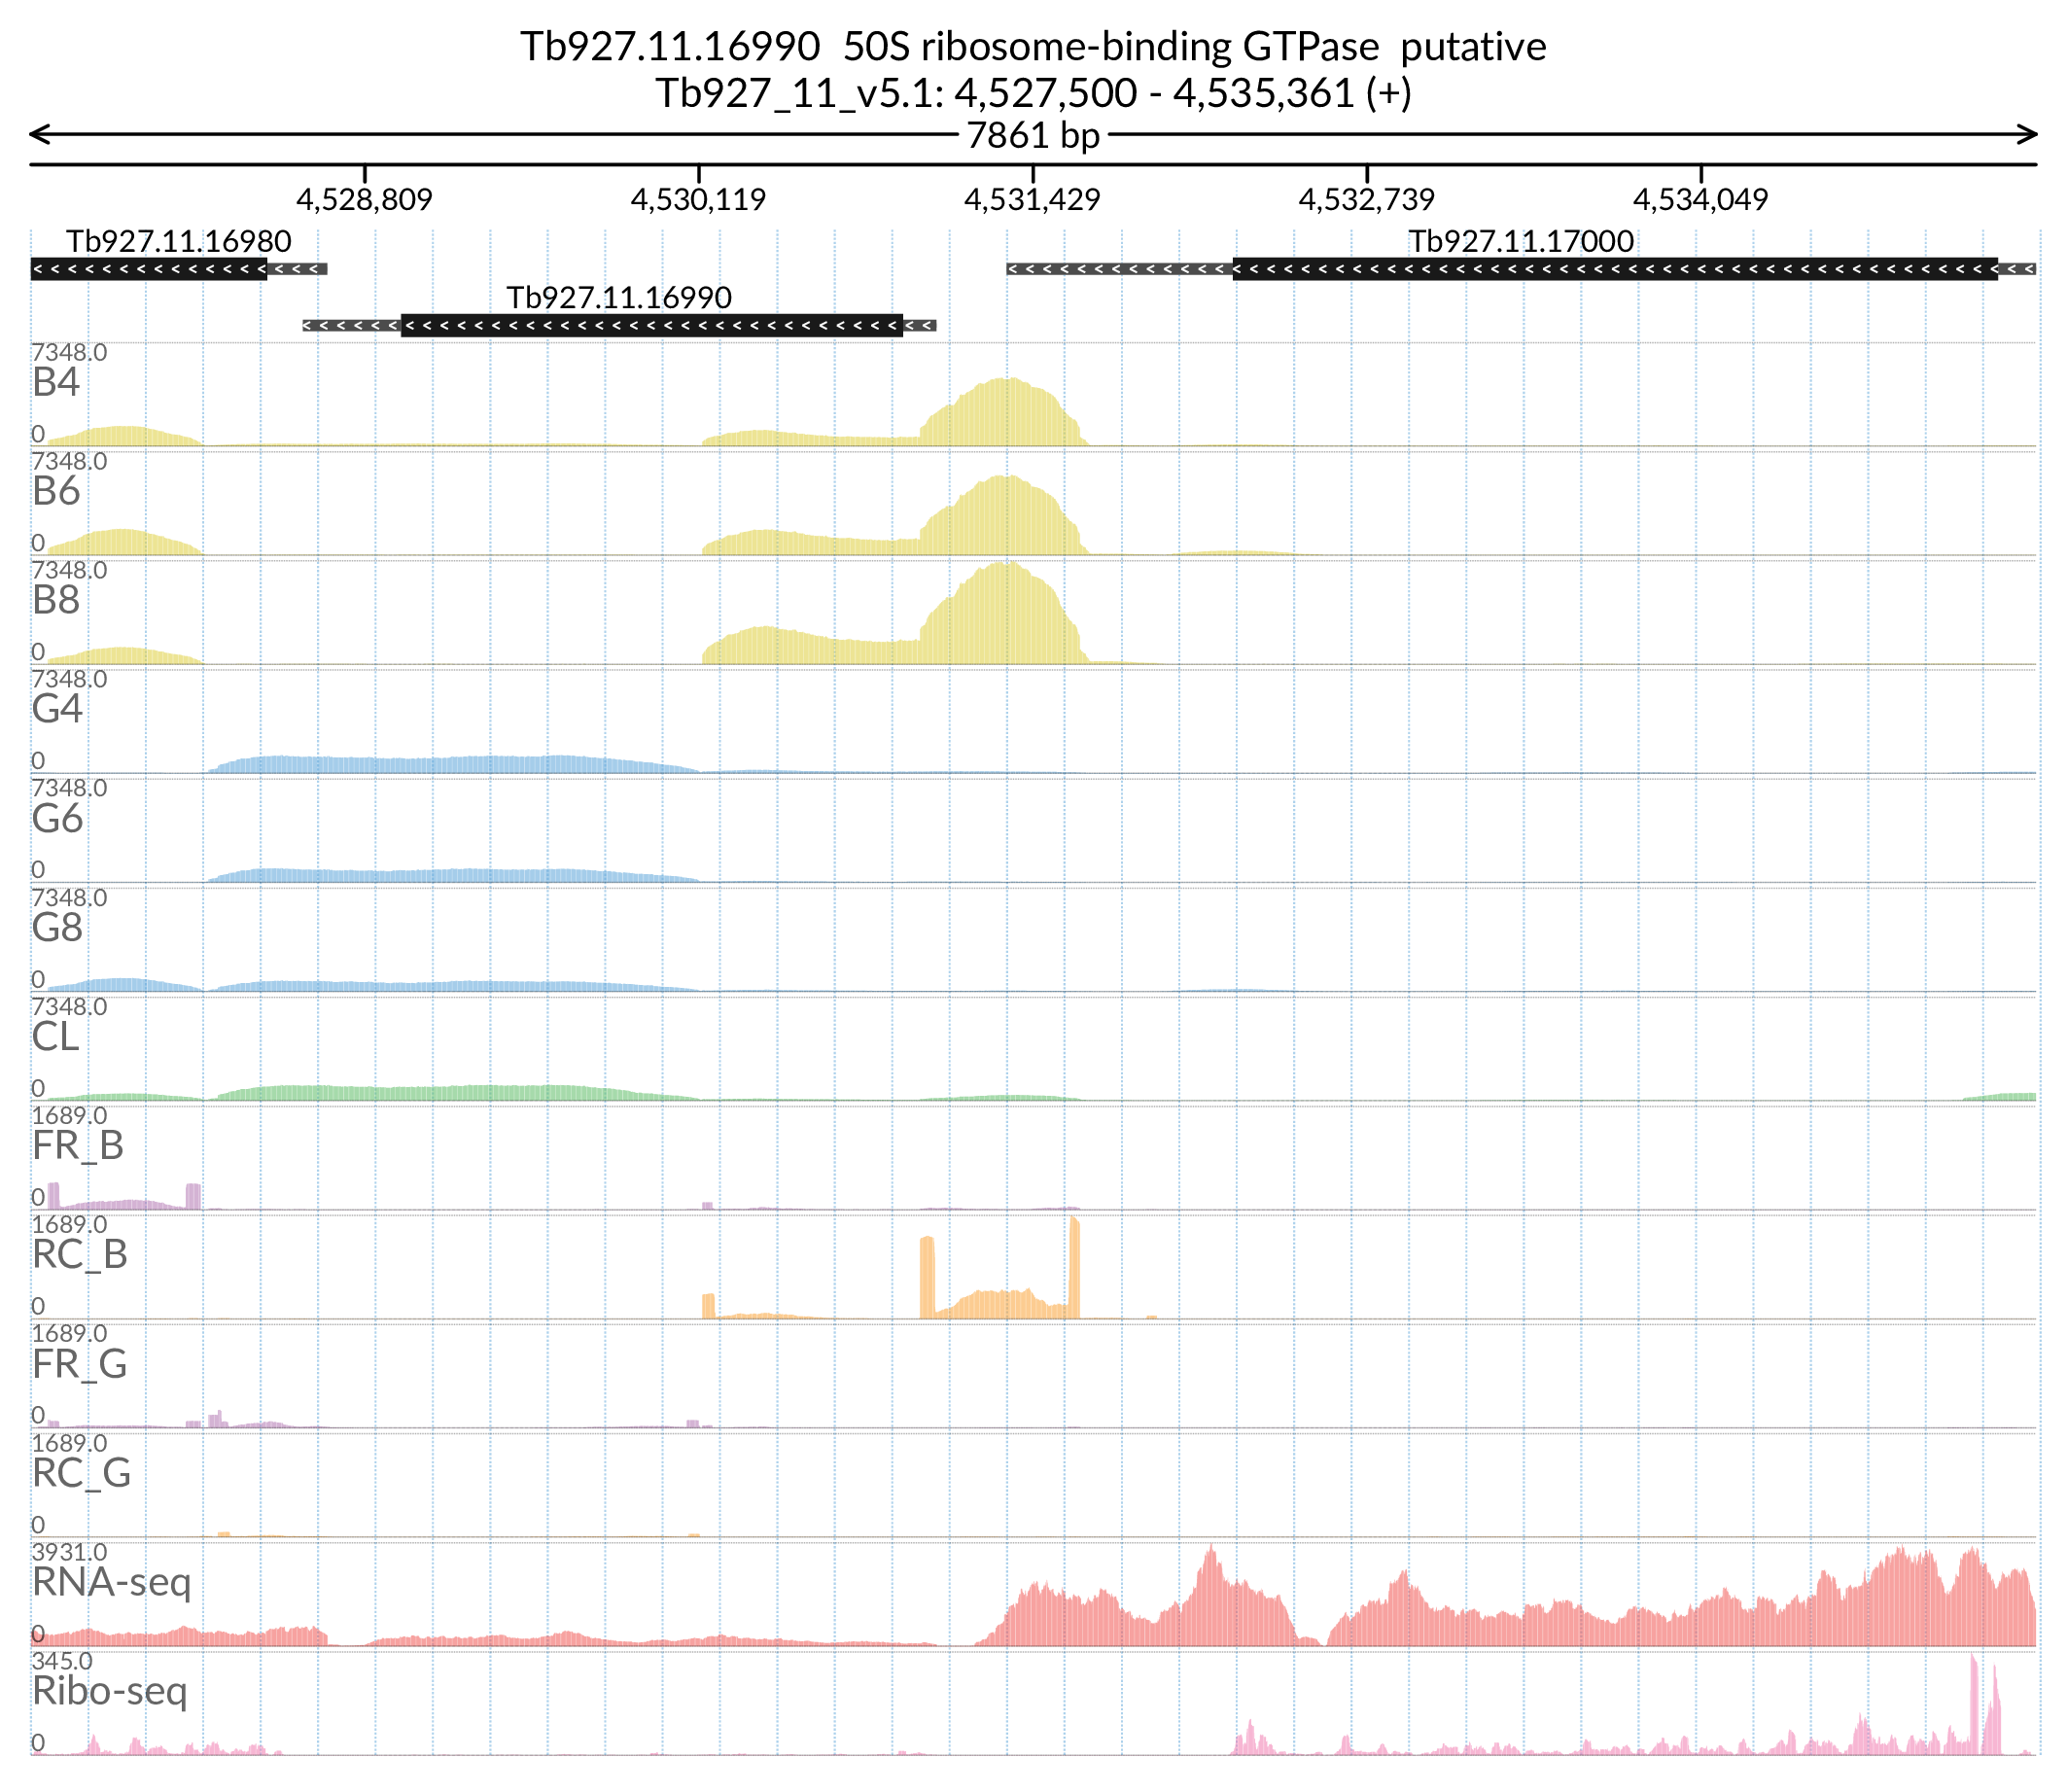 Tb927.11.16990  50S ribosome-binding GTPase  putative
Tb927_11_v5.1: 4,527,500 - 4,535,361 (+)
7861 bp
4,528,809 4,530,119 4,531,429 4,532,739 4,534,049
Tb927.11.16980 Tb927.11.17000
Tb927.11.16990
7348.0
B4
0
7348.0
B6
0
7348.0
B8
0
7348.0
G4
0
7348.0
G6
0
7348.0
G8
0
7348.0
CL
0
1689.0
FR_B
0
1689.0
RC_B
0
1689.0
FR_G
0
1689.0
RC_G
0
3931.0
RNA-seq
0
345.0
Ribo-seq
0